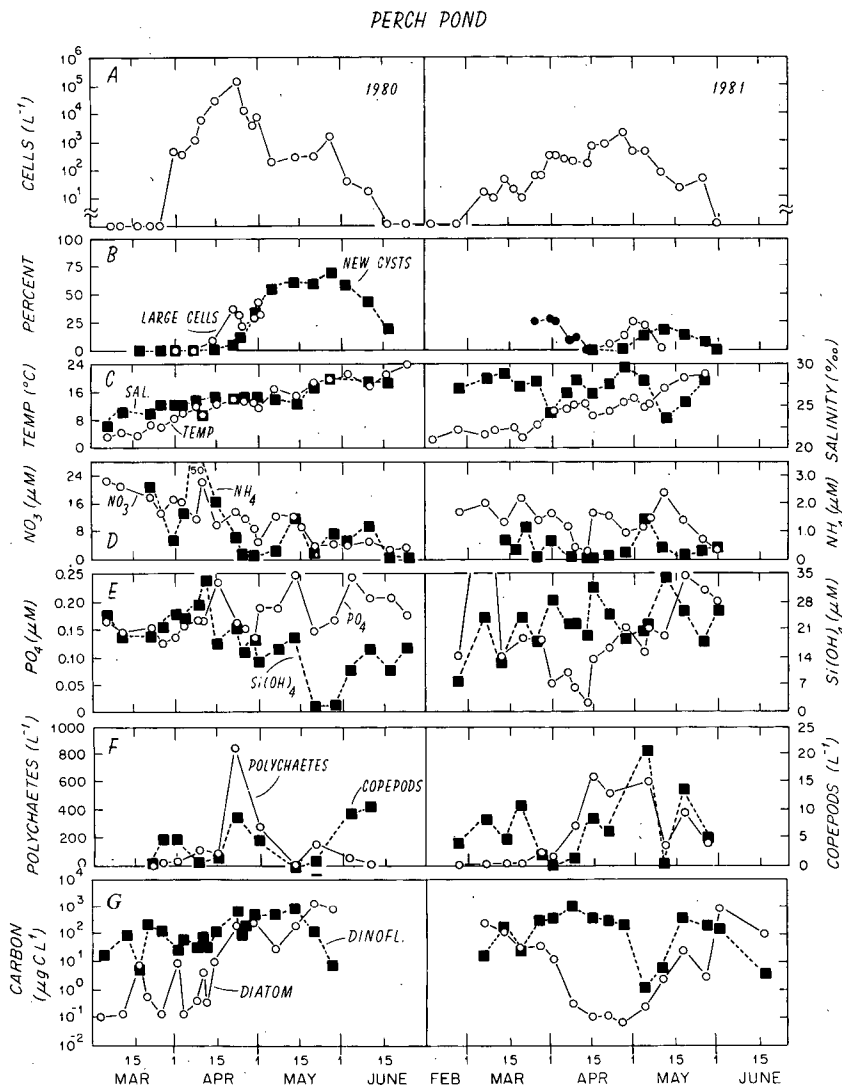 PERCH POND
A
1980
1981
CELLS (L⁻¹)
10⁶
10⁵
10⁴
10³
10²
10¹
B
PERCENT
100
75
50
25
0
LARGE CELLS
NEW CYSTS
C
TEMP (°C)
24
16
8
0
SAL.
TEMP
30
25
20
SALINITY (‰)
D
NO₃ (μM)
24
16
8
0
NO₃
50
NH₄
3.0
2.0
1.0
0
NH₄ (μM)
E
PO₄ (μM)
0.25
0.20
0.15
0.10
0.05
0
PO₄
Si(OH)₄
35
28
21
14
7
0
Si(OH)₄ (μM)
F
POLYCHAETES (L⁻¹)
1000
800
600
400
200
0
POLYCHAETES
COPEPODS
25
20
15
10
5
0
COPEPODS (L⁻¹)
G
CARBON
(μg C L⁻¹)
10⁴
10³
10²
10¹
10⁰
10⁻¹
10⁻²
DINOFL.
DIATOM
15 1 15 1 15 1 15
MAR APR MAY JUNE
15 1 15 1 15 1 15 1 15
FEB MAR APR MAY JUNE